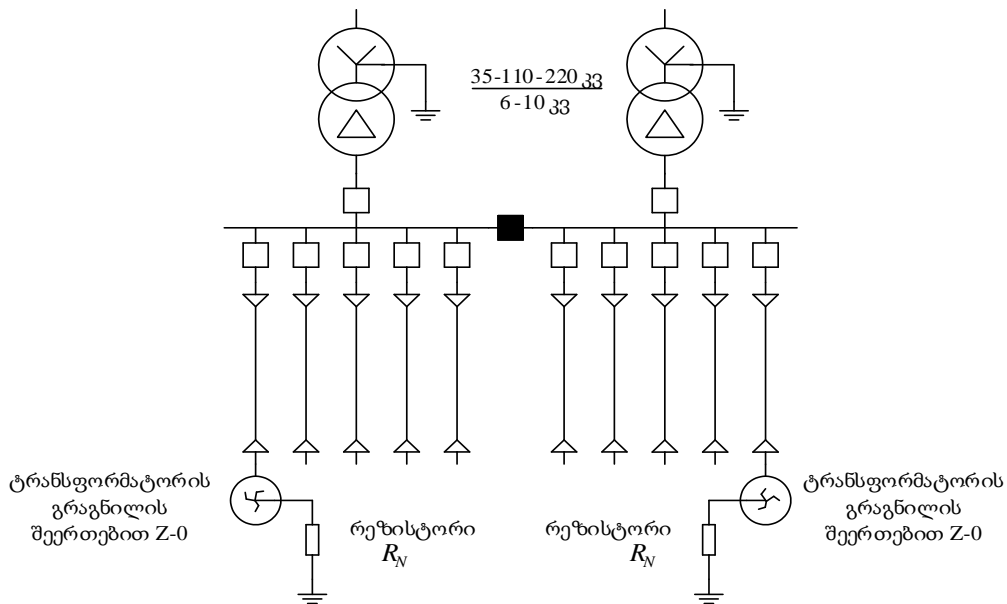 35-110-220 კვ
6-10 კვ
ტრანსფორმატორის
გრაგნილის
შეერთებით Z-0
რეზისტორი
R_N
რეზისტორი
R_N
ტრანსფორმატორის
გრაგნილის
შეერთებით Z-0